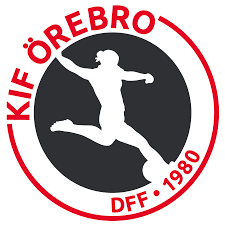 KIF ÖREBRO
DFF • 1980